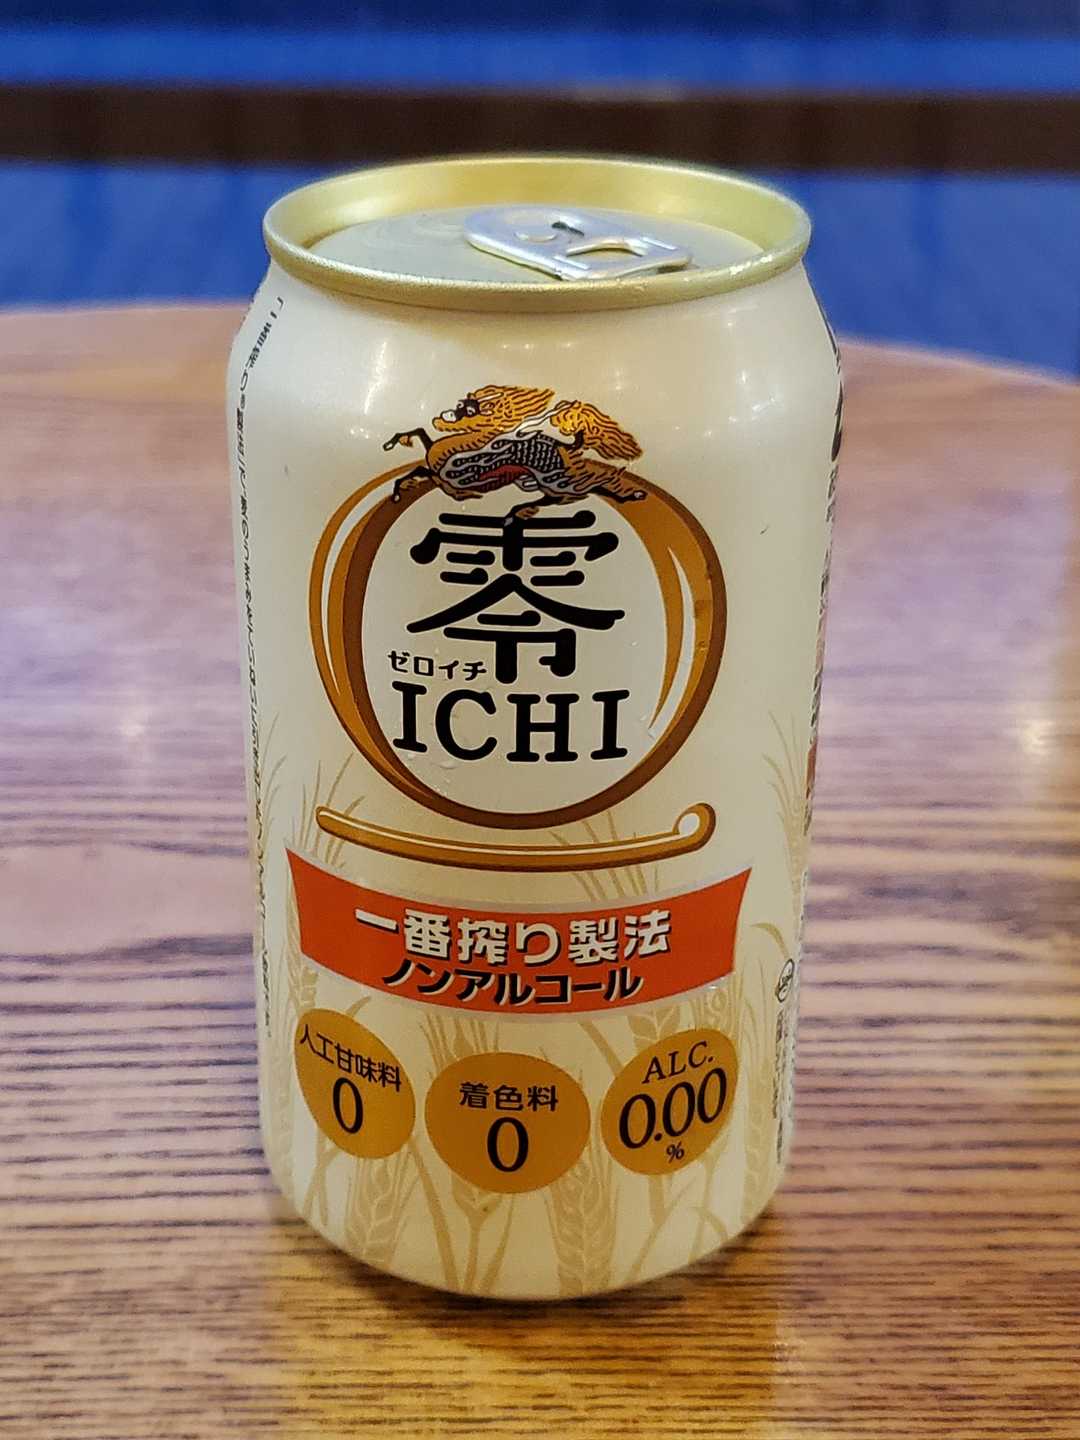 零
ゼロイチ
ICHI
一番搾り製法
ノンアルコール
人工甘味料
0
着色料
0
ALC.
0.00
%